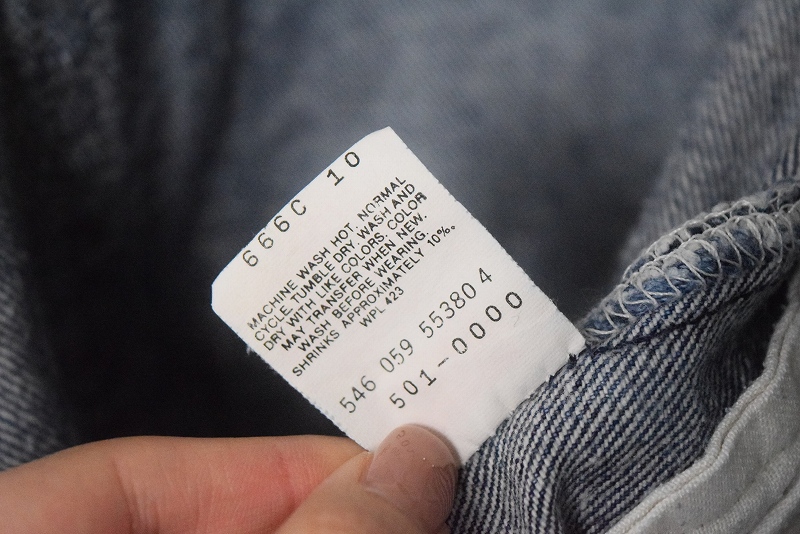 666C 10
MACHINE WASH HOT, NORMAL
CYCLE, TUMBLE DRY. WASH AND
DRY WITH LIKE COLORS. COLOR
MAY TRANSFER WHEN NEW.
WASH BEFORE WEARING.
SHRINKS APPROXIMATELY 10%.
WPL 423
546 059 553804
501-0000